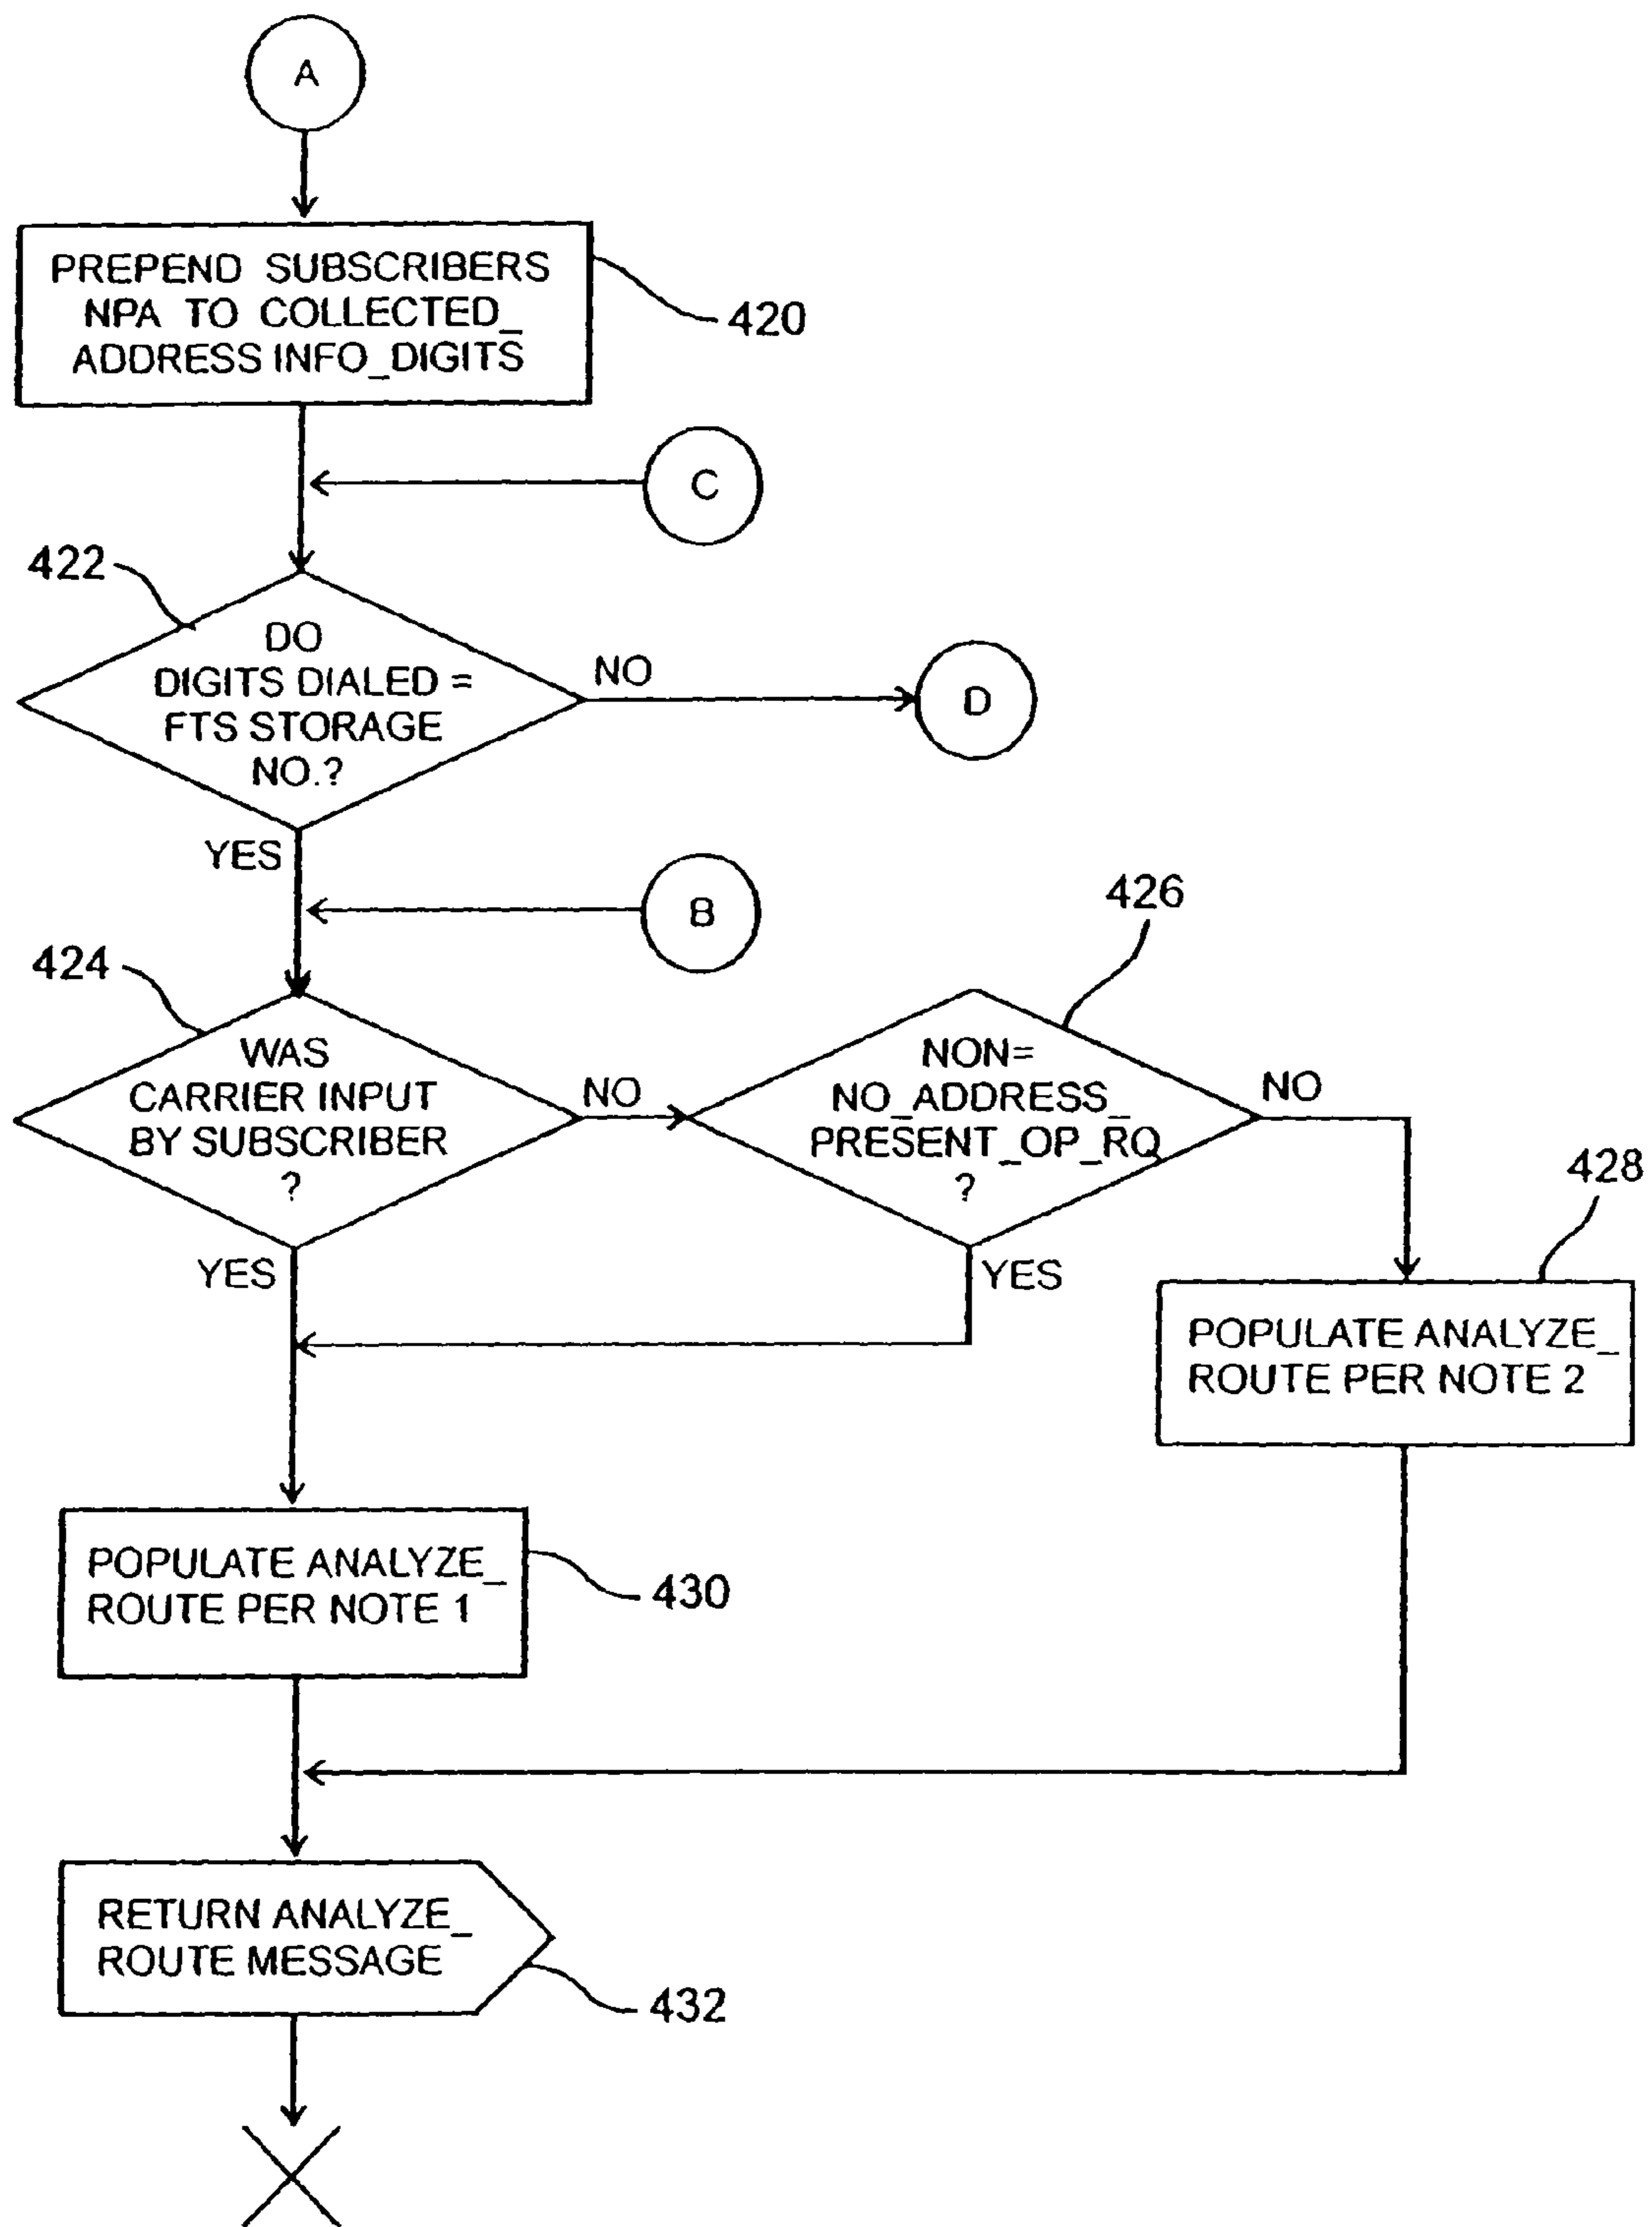 A
PREPEND SUBSCRIBERS
NPA TO COLLECTED_
ADDRESS INFO_DIGITS
420
C
422
DO
DIGITS DIALED =
FTS STORAGE
NO.?
NO
D
YES
B
426
424
WAS
CARRIER INPUT
BY SUBSCRIBER
?
NO
NON=
NO_ADDRESS_
PRESENT_OP_RQ
?
NO
428
YES
YES
POPULATE ANALYZE_
ROUTE PER NOTE 2
POPULATE ANALYZE_
ROUTE PER NOTE 1
430
RETURN ANALYZE_
ROUTE MESSAGE
432